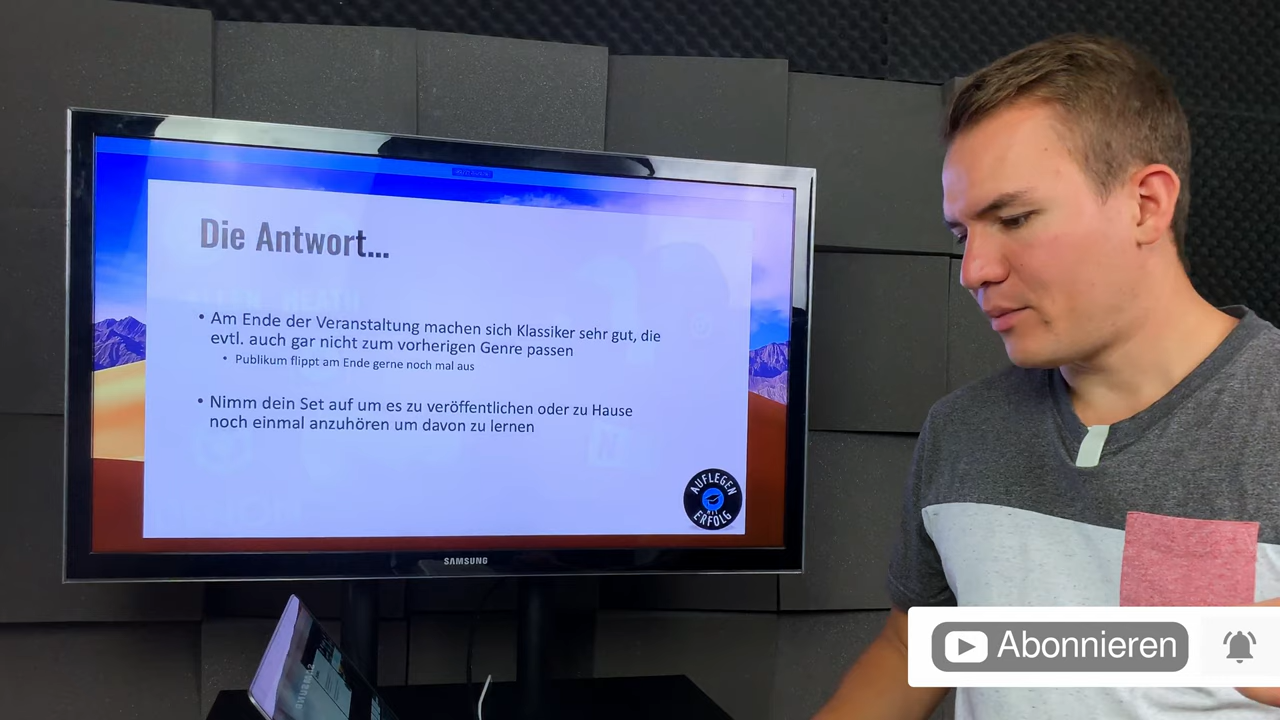 Die Antwort...
• Am Ende der Veranstaltung machen sich Klassiker sehr gut, die
evtl. auch gar nicht zum vorherigen Genre passen
• Publikum flippt am Ende gerne noch mal aus
• Nimm dein Set auf um es zu veröffentlichen oder zu Hause
noch einmal anzuhören um davon zu lernen
AUFLEGEN
MIT
ERFOLG
SAMSUNG
Abonnieren